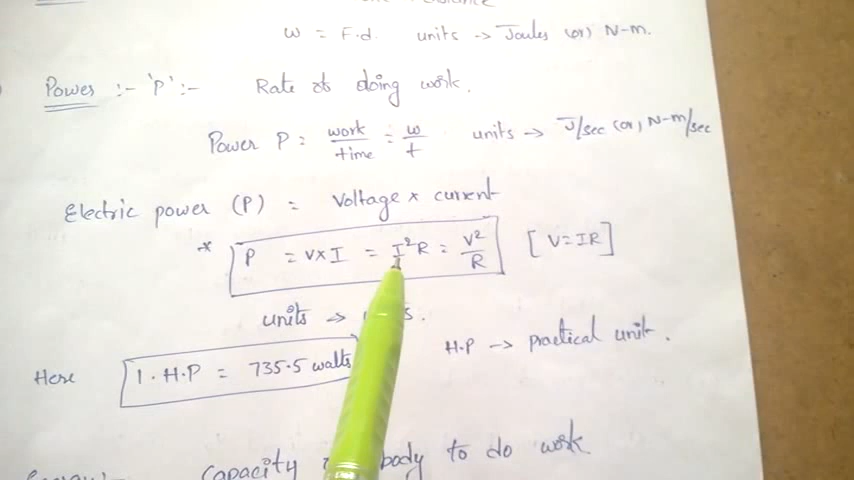 W = F.d. units → Joules (or) N-m.
Power :- 'P' :- Rate of doing work.
Power P = work/time = w/t units → J/sec (or) N-m/sec
Electric power (P) = Voltage × current
* P = V×I = I²R = V²/R [V=IR]
units →
Here 1.H.P = 735.5 watts H.P → practical unit.
Capacity body to do work